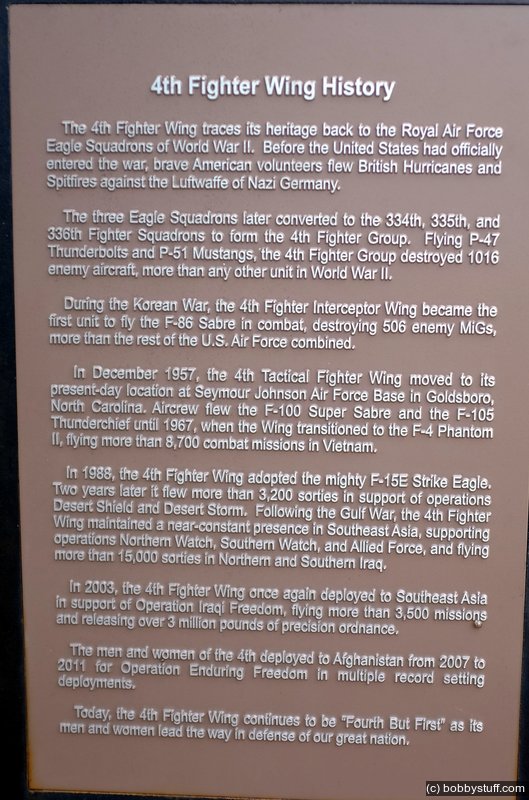 4th Fighter Wing History
The 4th Fighter Wing traces its heritage back to the Royal Air Force
Eagle Squadrons of World War II. Before the United States had officially
entered the war, brave American volunteers flew British Hurricanes and
Spitfires against the Luftwaffe of Nazi Germany.
The three Eagle Squadrons later converted to the 334th, 335th, and
336th Fighter Squadrons to form the 4th Fighter Group. Flying P-47
Thunderbolts and P-51 Mustangs, the 4th Fighter Group destroyed 1016
enemy aircraft, more than any other unit in World War II.
During the Korean War, the 4th Fighter Interceptor Wing became the
first unit to fly the F-86 Sabre in combat, destroying 506 enemy MiGs,
more than the rest of the U.S. Air Force combined.
In December 1957, the 4th Tactical Fighter Wing moved to its
present-day location at Seymour Johnson Air Force Base in Goldsboro,
North Carolina. Aircrew flew the F-100 Super Sabre and the F-105
Thunderchief until 1967, when the Wing transitioned to the F-4 Phantom
II, flying more than 8,700 combat missions in Vietnam.
In 1988, the 4th Fighter Wing adopted the mighty F-15E Strike Eagle.
Two years later it flew more than 3,200 sorties in support of operations
Desert Shield and Desert Storm. Following the Gulf War, the 4th Fighter
Wing maintained a near-constant presence in Southeast Asia, supporting
operations Northern Watch, Southern Watch, and Allied Force, and flying
more than 15,000 sorties in Northern and Southern Iraq.
In 2003, the 4th Fighter Wing once again deployed to Southeast Asia
in support of Operation Iraqi Freedom, flying more than 3,500 missions
and releasing over 3 million pounds of precision ordnance.
The men and women of the 4th deployed to Afghanistan from 2007 to
2011 for Operation Enduring Freedom in multiple record setting
deployments.
Today, the 4th Fighter Wing continues to be "Fourth But First" as its
men and women lead the way in defense of our great nation.
(c) bobbystuff.com